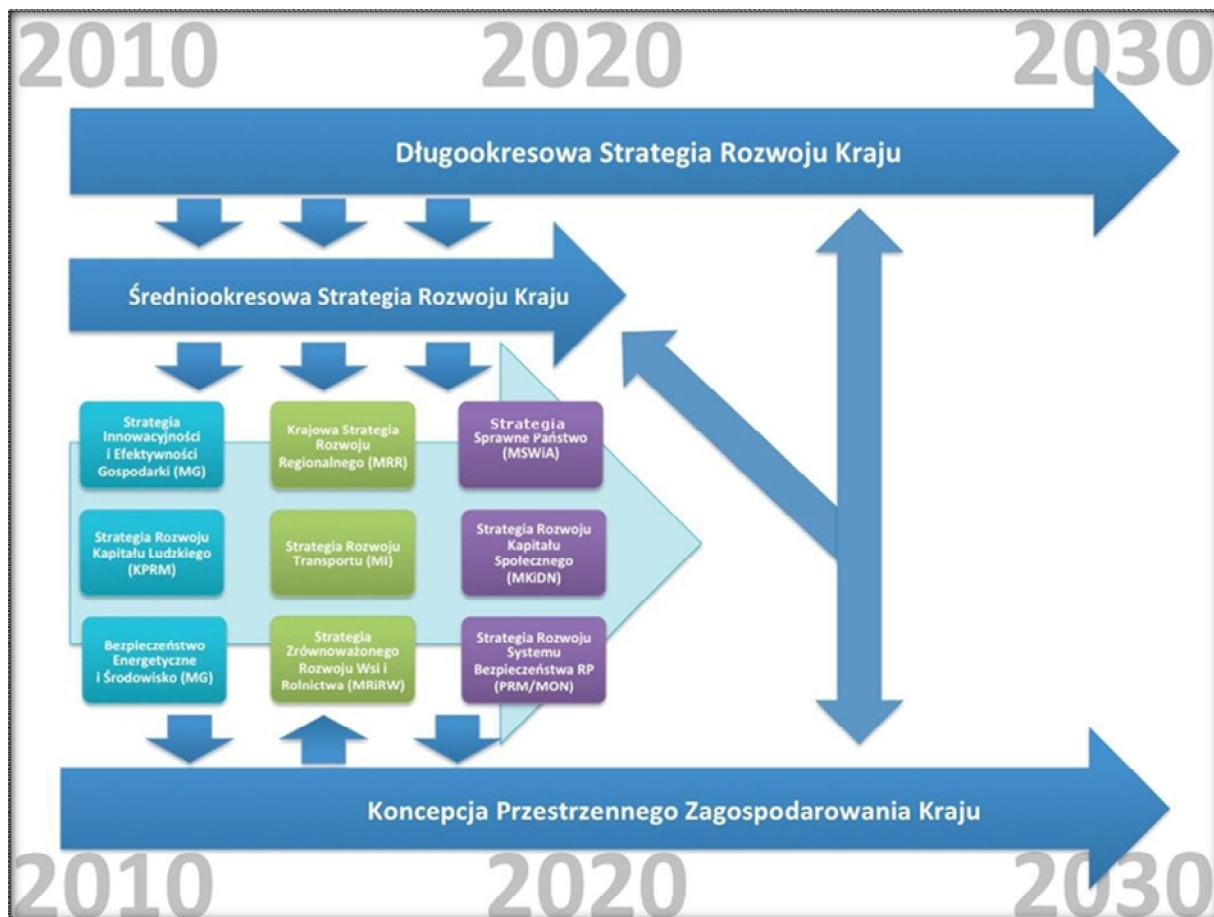 2010 2020 2030
Długookresowa Strategia Rozwoju Kraju
Średniookresowa Strategia Rozwoju Kraju
Strategia
Innowacyjności
i Efektywności
Gospodarki (MG)
Krajowa Strategia
Rozwoju
Regionalnego (MRR)
Strategia
Sprawne Państwo
(MSWiA)
Strategia Rozwoju
Kapitału Ludzkiego
(KPRM)
Strategia Rozwoju
Transportu (MI)
Strategia Rozwoju
Kapitału
Społecznego
(MKiDN)
Bezpieczeństwo
Energetyczne
i Środowisko (MG)
Strategia
Zrównoważonego
Rozwoju Wsi i
Rolnictwa (MRiRW)
Strategia Rozwoju
Systemu
Bezpieczeństwa RP
(PRM/MON)
Koncepcja Przestrzennego Zagospodarowania Kraju
2010 2020 2030